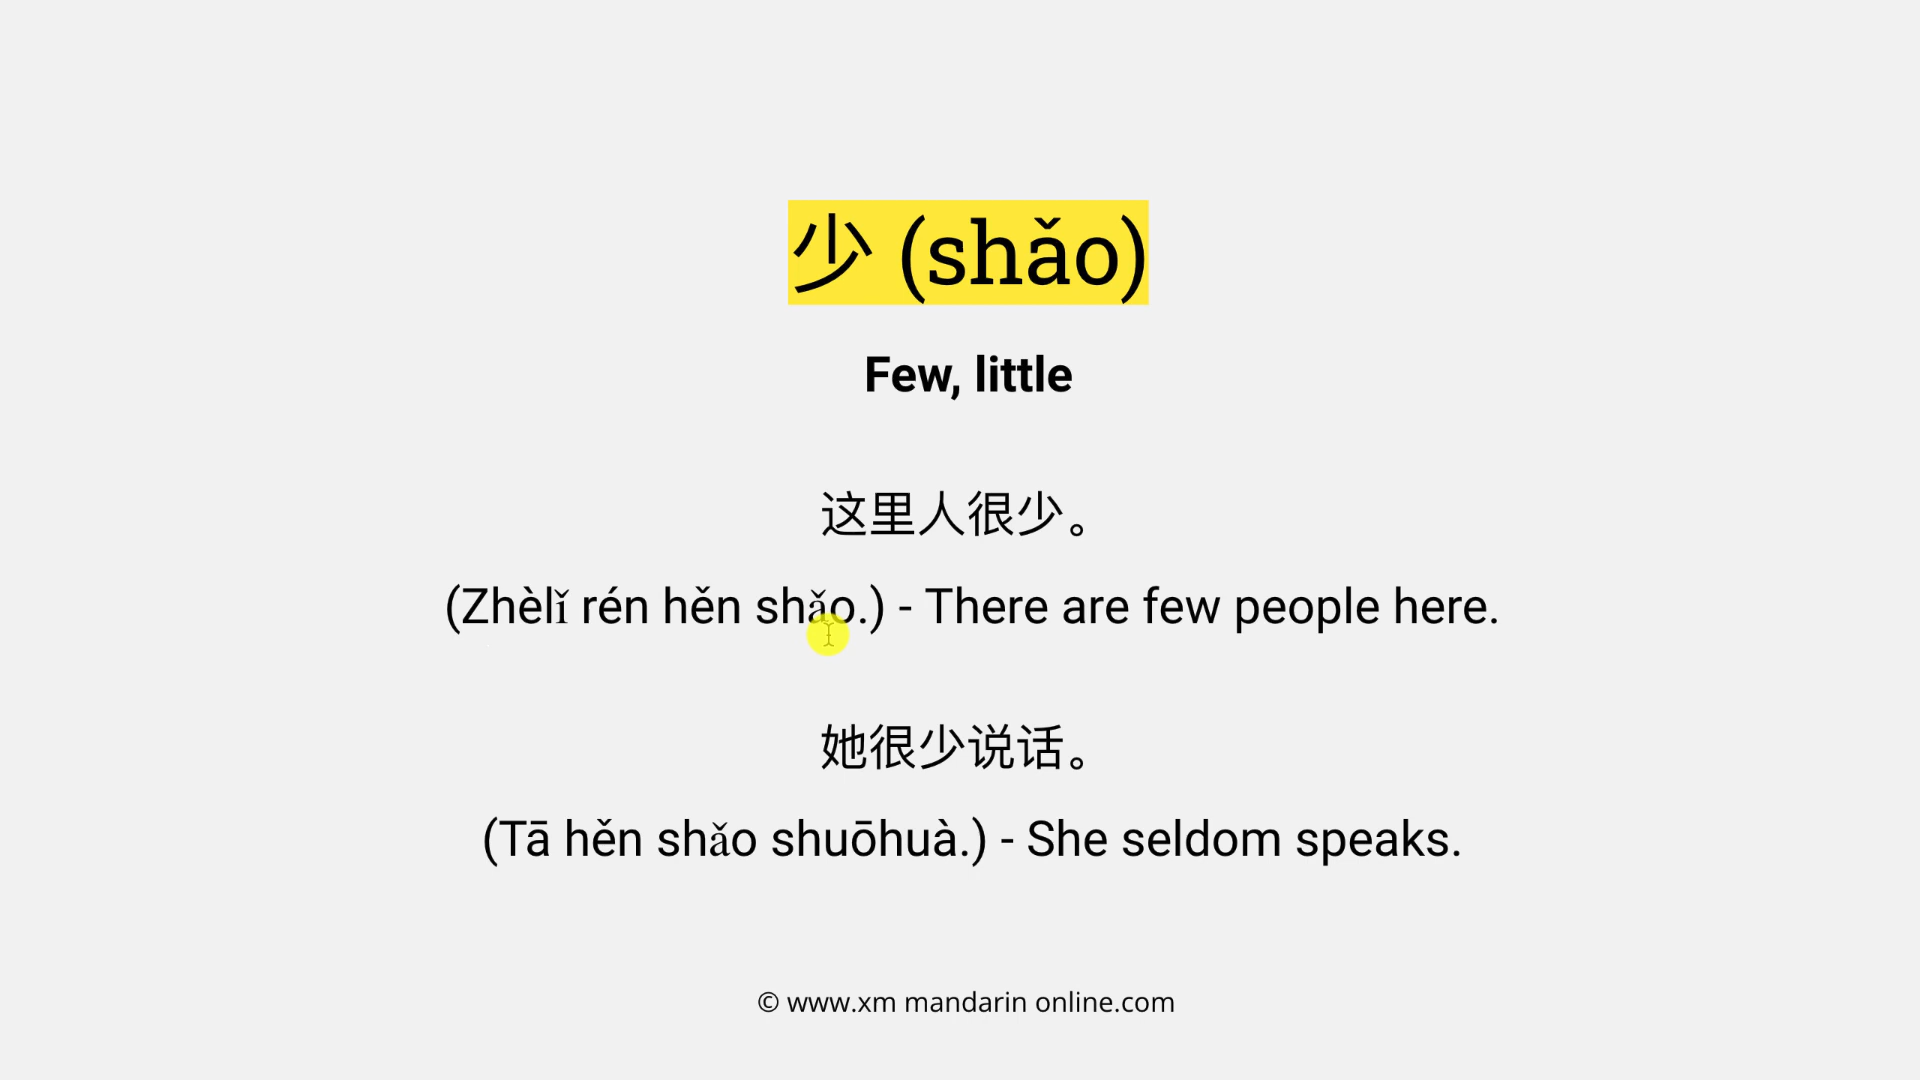 少 (shǎo)
Few, little
这里人很少。
(Zhèlǐ rén hěn shǎo.) - There are few people here.
她很少说话。
(Tā hěn shǎo shuōhuà.) - She seldom speaks.
© www.xm mandarin online.com